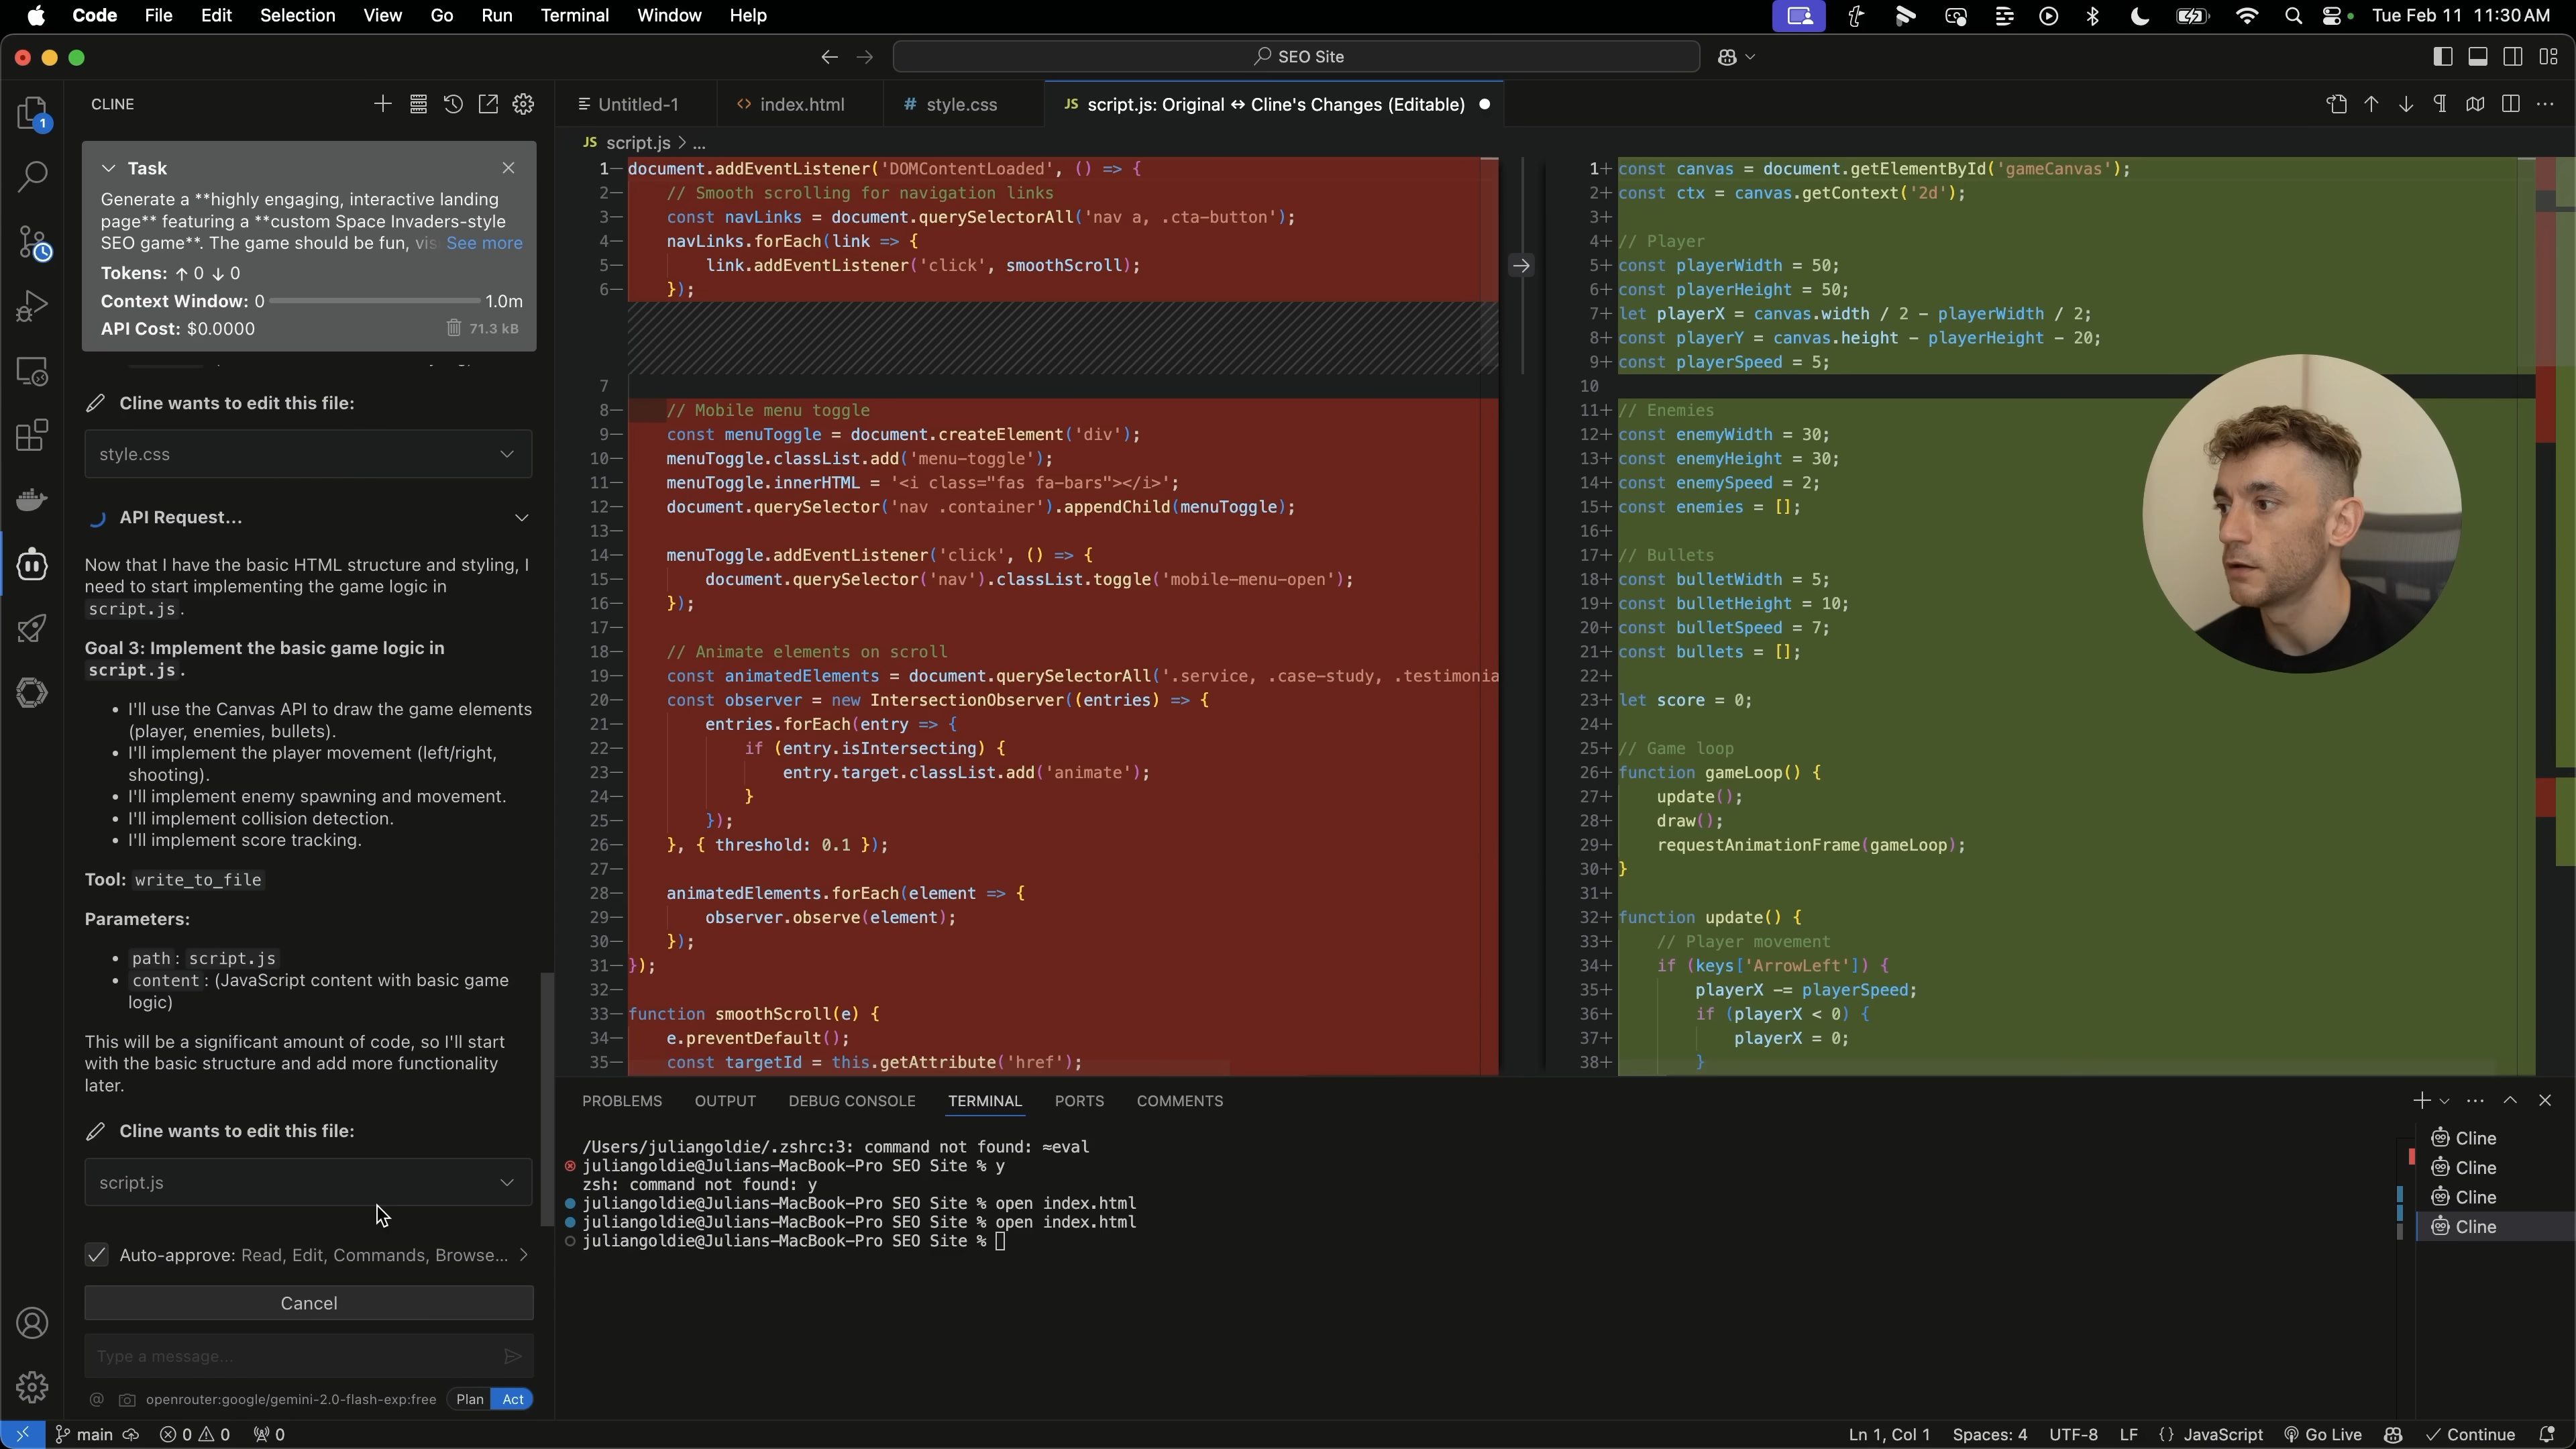 Code File Edit Selection View Go Run Terminal Window Help
Tue Feb 11 11:30 AM
SEO Site
CLINE
Untitled-1
index.html
style.css
JS script.js: Original ↔ Cline's Changes (Editable)
JS script.js > ...
1
Task
Generate a **highly engaging, interactive landing
page** featuring a **custom Space Invaders-style
SEO game**. The game should be fun, vis See more
Tokens: ↑ 0 ↓ 0
Context Window: 0 1.0m
API Cost: $0.0000 71.3 kB
Cline wants to edit this file:
style.css
API Request...
Now that I have the basic HTML structure and styling, I
need to start implementing the game logic in
script.js.
Goal 3: Implement the basic game logic in
script.js.
• I'll use the Canvas API to draw the game elements
(player, enemies, bullets).
• I'll implement the player movement (left/right,
shooting).
• I'll implement enemy spawning and movement.
• I'll implement collision detection.
• I'll implement score tracking.
Tool: write_to_file
Parameters:
• path: script.js
• content: (JavaScript content with basic game
logic)
This will be a significant amount of code, so I'll start
with the basic structure and add more functionality
later.
Cline wants to edit this file:
script.js
Auto-approve: Read, Edit, Commands, Browse...
Cancel
Type a message...
@ openrouter:google/gemini-2.0-flash-exp:free Plan Act
1— document.addEventListener('DOMContentLoaded', () => {
2— // Smooth scrolling for navigation links
3— const navLinks = document.querySelectorAll('nav a, .cta-button');
4— navLinks.forEach(link => {
5— link.addEventListener('click', smoothScroll);
6— });
7
8— // Mobile menu toggle
9— const menuToggle = document.createElement('div');
10— menuToggle.classList.add('menu-toggle');
11— menuToggle.innerHTML = '<i class="fas fa-bars"></i>';
12— document.querySelector('nav .container').appendChild(menuToggle);
13—
14— menuToggle.addEventListener('click', () => {
15— document.querySelector('nav').classList.toggle('mobile-menu-open');
16— });
17—
18— // Animate elements on scroll
19— const animatedElements = document.querySelectorAll('.service, .case-study, .testimonia
20— const observer = new IntersectionObserver((entries) => {
21— entries.forEach(entry => {
22— if (entry.isIntersecting) {
23— entry.target.classList.add('animate');
24— }
25— });
26— }, { threshold: 0.1 });
27—
28— animatedElements.forEach(element => {
29— observer.observe(element);
30— });
31— });
32—
33— function smoothScroll(e) {
34— e.preventDefault();
35— const targetId = this.getAttribute('href');
1+ const canvas = document.getElementById('gameCanvas');
2+ const ctx = canvas.getContext('2d');
3+
4+ // Player
5+ const playerWidth = 50;
6+ const playerHeight = 50;
7+ let playerX = canvas.width / 2 - playerWidth / 2;
8+ const playerY = canvas.height - playerHeight - 20;
9+ const playerSpeed = 5;
10
11+ // Enemies
12+ const enemyWidth = 30;
13+ const enemyHeight = 30;
14+ const enemySpeed = 2;
15+ const enemies = [];
16+
17+ // Bullets
18+ const bulletWidth = 5;
19+ const bulletHeight = 10;
20+ const bulletSpeed = 7;
21+ const bullets = [];
22+
23+ let score = 0;
24+
25+ // Game loop
26+ function gameLoop() {
27+ update();
28+ draw();
29+ requestAnimationFrame(gameLoop);
30+ }
31+
32+ function update() {
33+ // Player movement
34+ if (keys['ArrowLeft']) {
35+ playerX -= playerSpeed;
36+ if (playerX < 0) {
37+ playerX = 0;
38+ }
PROBLEMS OUTPUT DEBUG CONSOLE TERMINAL PORTS COMMENTS
/Users/juliangoldie/.zshrc:3: command not found: ≈eval
juliangoldie@Julians-MacBook-Pro SEO Site % y
zsh: command not found: y
juliangoldie@Julians-MacBook-Pro SEO Site % open index.html
juliangoldie@Julians-MacBook-Pro SEO Site % open index.html
juliangoldie@Julians-MacBook-Pro SEO Site %
Cline
Cline
Cline
Cline
main 0 0 0
Ln 1, Col 1 Spaces: 4 UTF-8 LF {} JavaScript Go Live Continue